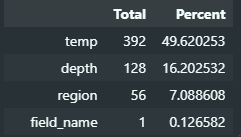 Total Percent
temp 392 49.620253
depth 128 16.202532
region 56 7.088608
field_name 1 0.126582